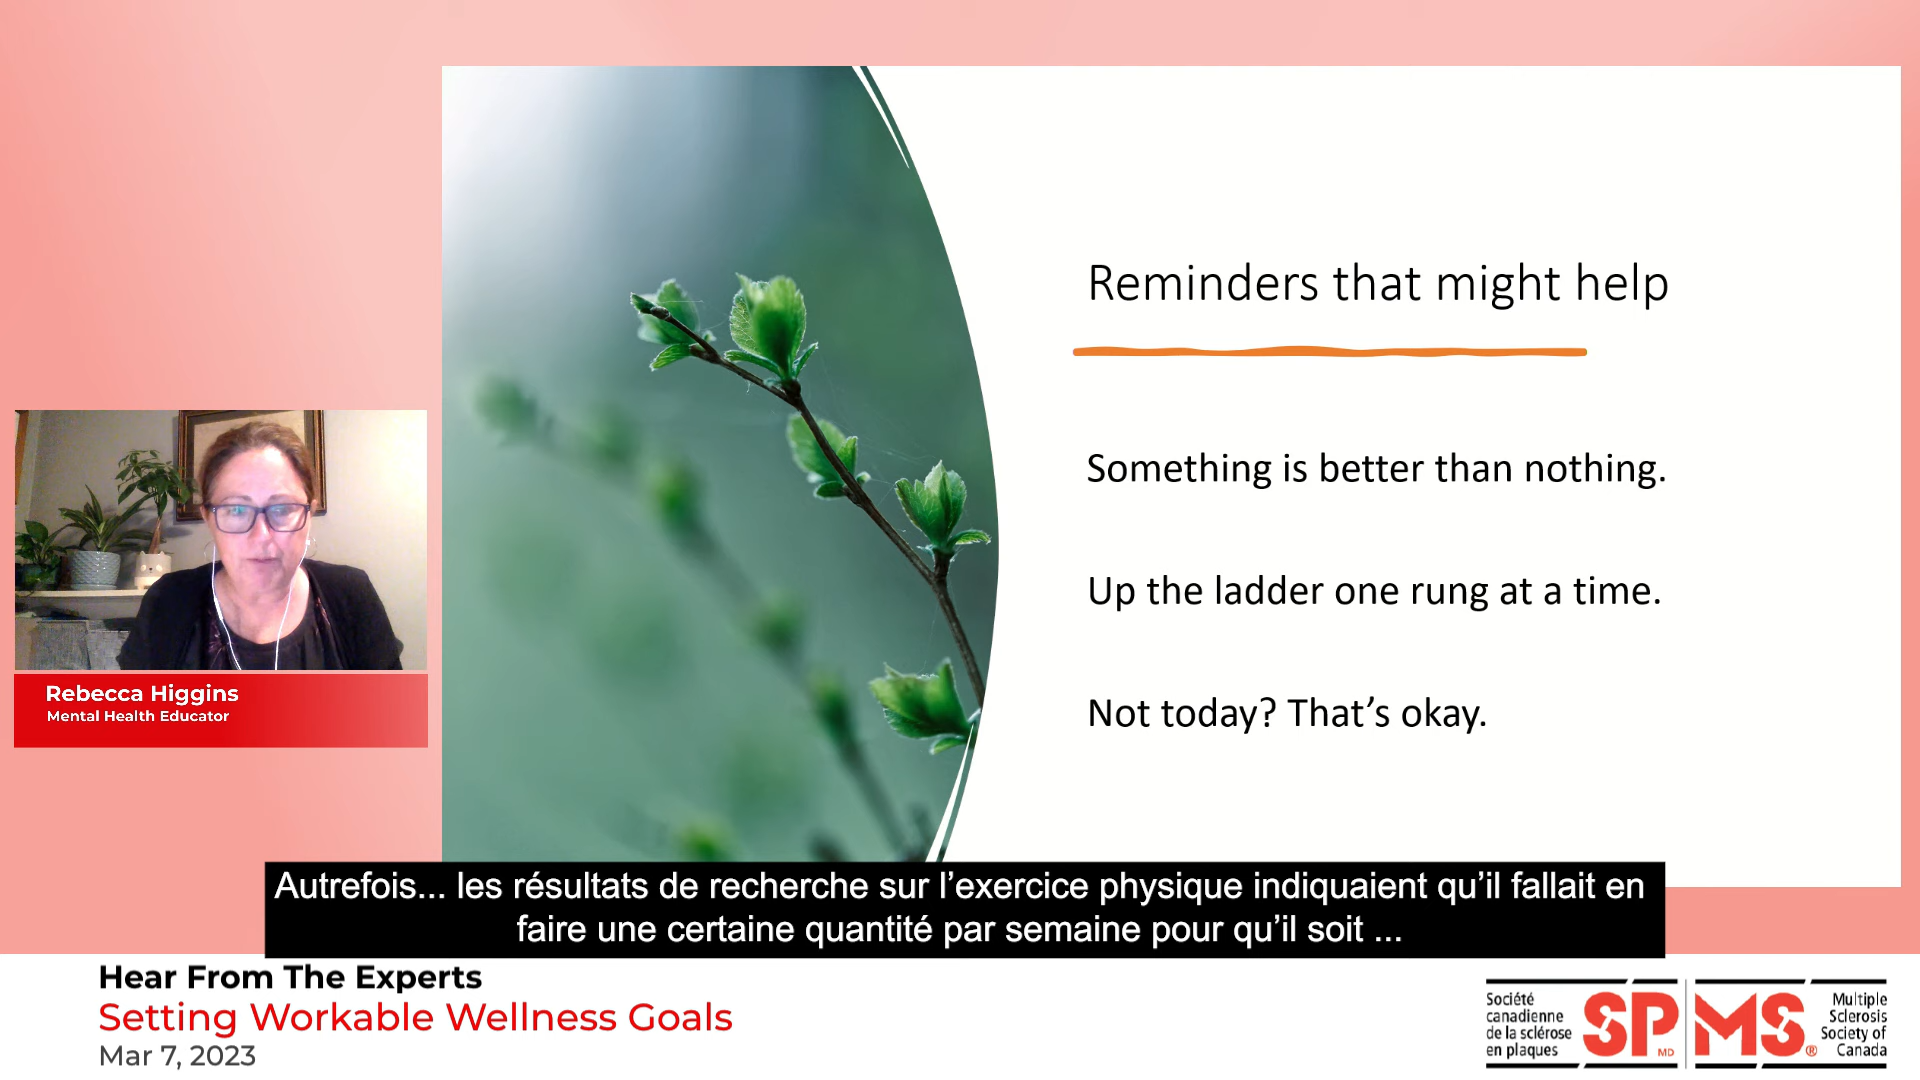 Reminders that might help
Something is better than nothing.
Up the ladder one rung at a time.
Not today? That’s okay.
Rebecca Higgins
Mental Health Educator
Autrefois... les résultats de recherche sur l’exercice physique indiquaient qu’il fallait en
faire une certaine quantité par semaine pour qu’il soit ...
Hear From The Experts
Setting Workable Wellness Goals
Mar 7, 2023
Société
canadienne
de la sclérose
en plaques
SP
MD
MS
®
Multiple
Sclerosis
Society of
Canada